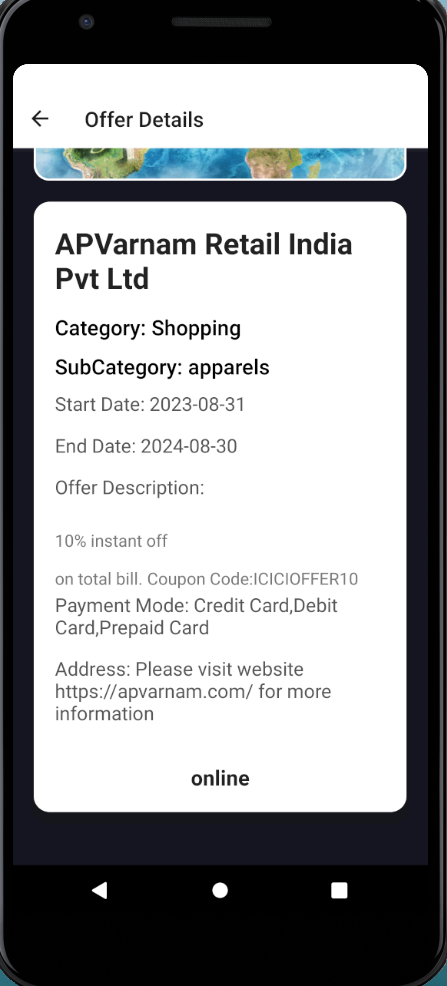 Offer Details
APVarnam Retail India
Pvt Ltd
Category: Shopping
SubCategory: apparels
Start Date: 2023-08-31
End Date: 2024-08-30
Offer Description:
10% instant off
on total bill. Coupon Code:ICICIOFFER10
Payment Mode: Credit Card,Debit
Card,Prepaid Card
Address: Please visit website
https://apvarnam.com/ for more
information
online